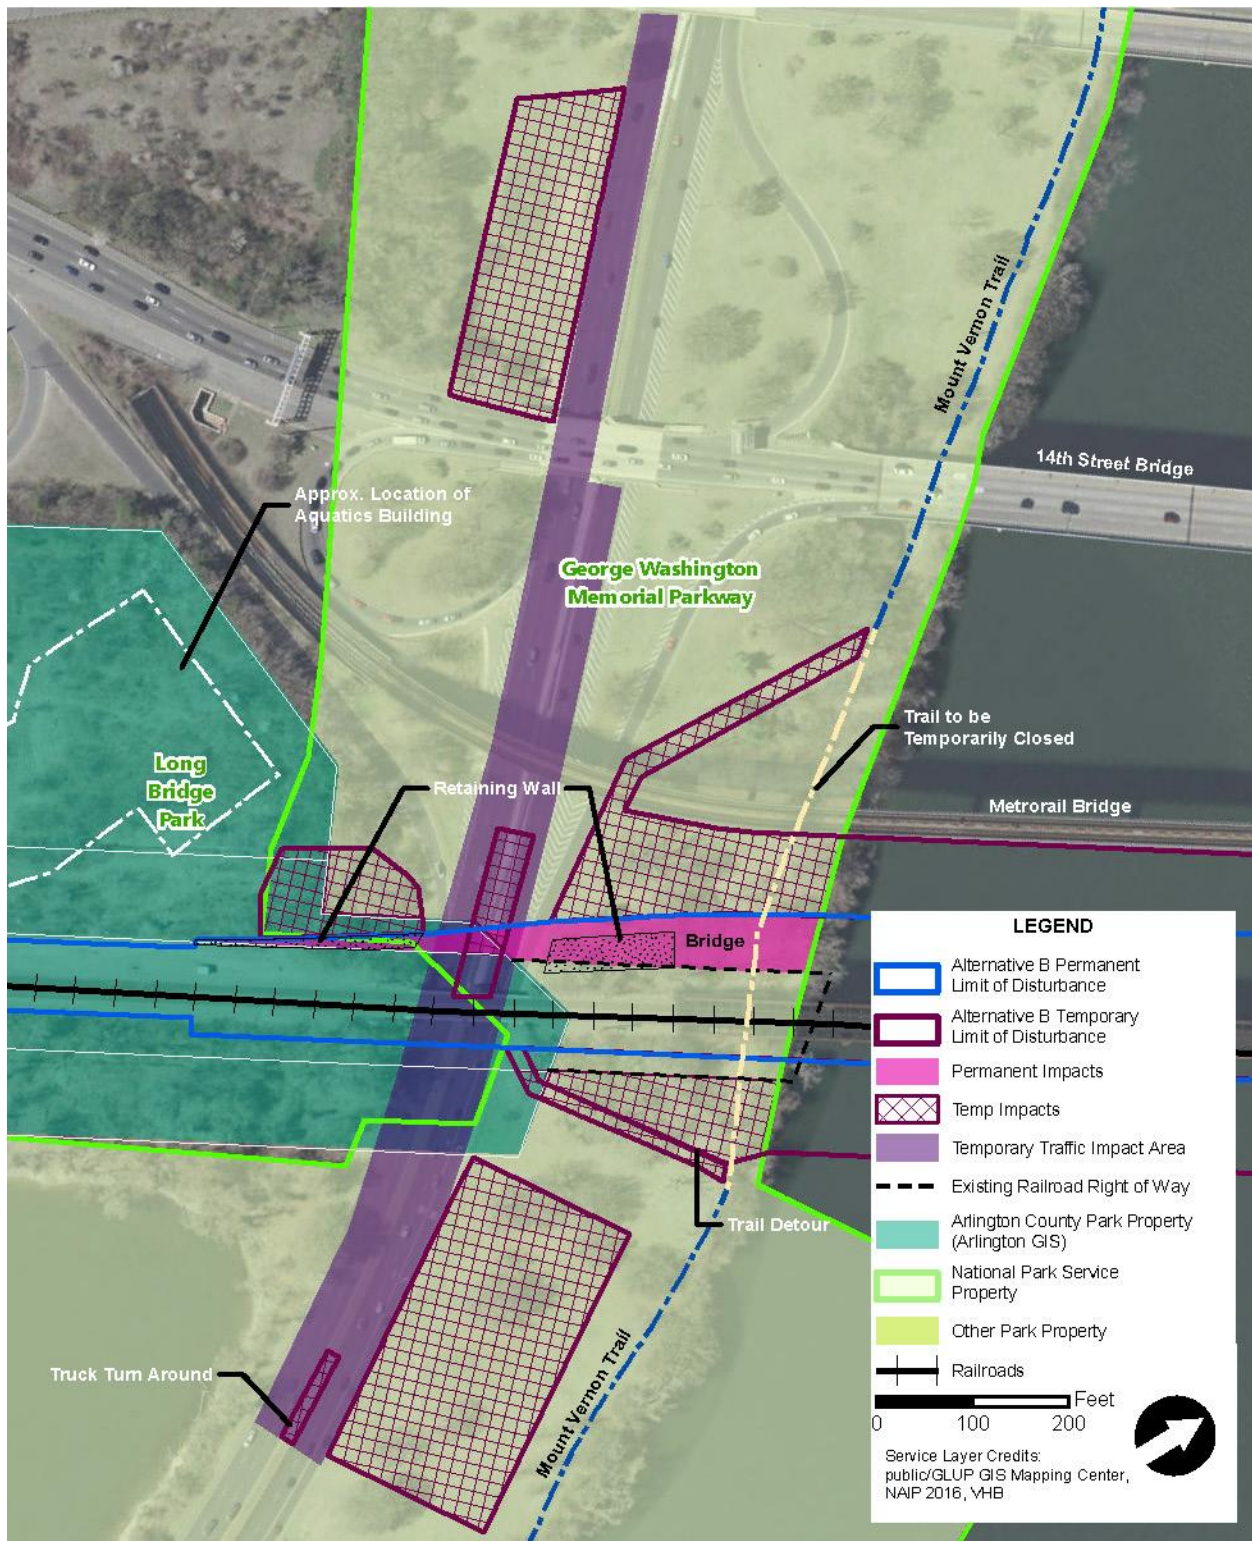 Mount Vernon Trail
14th Street Bridge
Approx. Location of
Aquatics Building
George Washington
Memorial Parkway
Trail to be
Temporarily Closed
Long
Bridge
Park
Retaining Wall
Metrorail Bridge
Bridge
Trail Detour
Truck Turn Around
Mount Vernon Trail
LEGEND
Alternative B Permanent
Limit of Disturbance
Alternative B Temporary
Limit of Disturbance
Permanent Impacts
Temp Impacts
Temporary Traffic Impact Area
Existing Railroad Right of Way
Arlington County Park Property
(Arlington GIS)
National Park Service
Property
Other Park Property
Railroads
Feet
0 100 200
Service Layer Credits:
public/GLUP GIS Mapping Center,
NAIP 2016, VHB